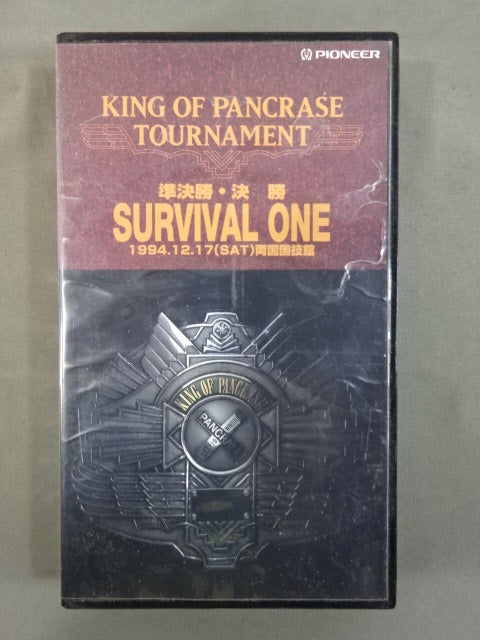 PIONEER
KING OF PANCRASE
TOURNAMENT
準決勝・決 勝
SURVIVAL ONE
1994.12.17(SAT)両国国技館
KING OF PANCRASE
PANCRASE